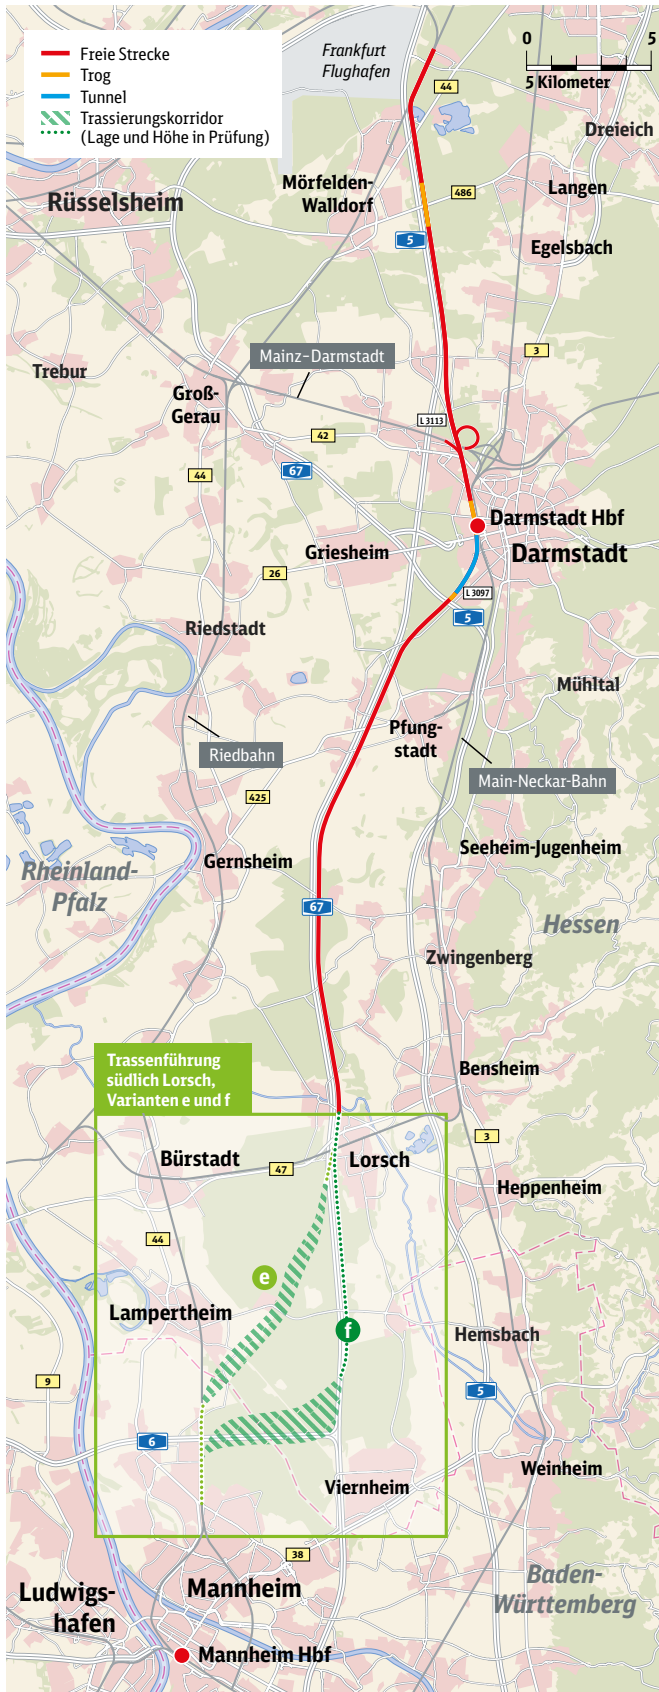 Freie Strecke
Trog
Tunnel
Trassierungskorridor
(Lage und Höhe in Prüfung)
Frankfurt
Flughafen
0
5
5 Kilometer
44
Dreieich
Mörfelden-
Walldorf
486
Langen
Rüsselsheim
5
Egelsbach
3
Mainz–Darmstadt
Trebur
Groß-
Gerau
L 3113
42
67
44
Darmstadt Hbf
Darmstadt
Griesheim
26
L 3097
5
Riedstadt
Mühltal
Pfung-
stadt
Riedbahn
Main-Neckar-Bahn
425
Seeheim-Jugenheim
Gernsheim
Rheinland-
Pfalz
67
Hessen
Zwingenberg
Trassenführung
südlich Lorsch,
Varianten e und f
Bensheim
3
Bürstadt
47
Lorsch
Heppenheim
44
e
Lampertheim
f
Hemsbach
9
5
6
Weinheim
Viernheim
38
Baden-
Württemberg
Ludwigs-
hafen
Mannheim
Mannheim Hbf